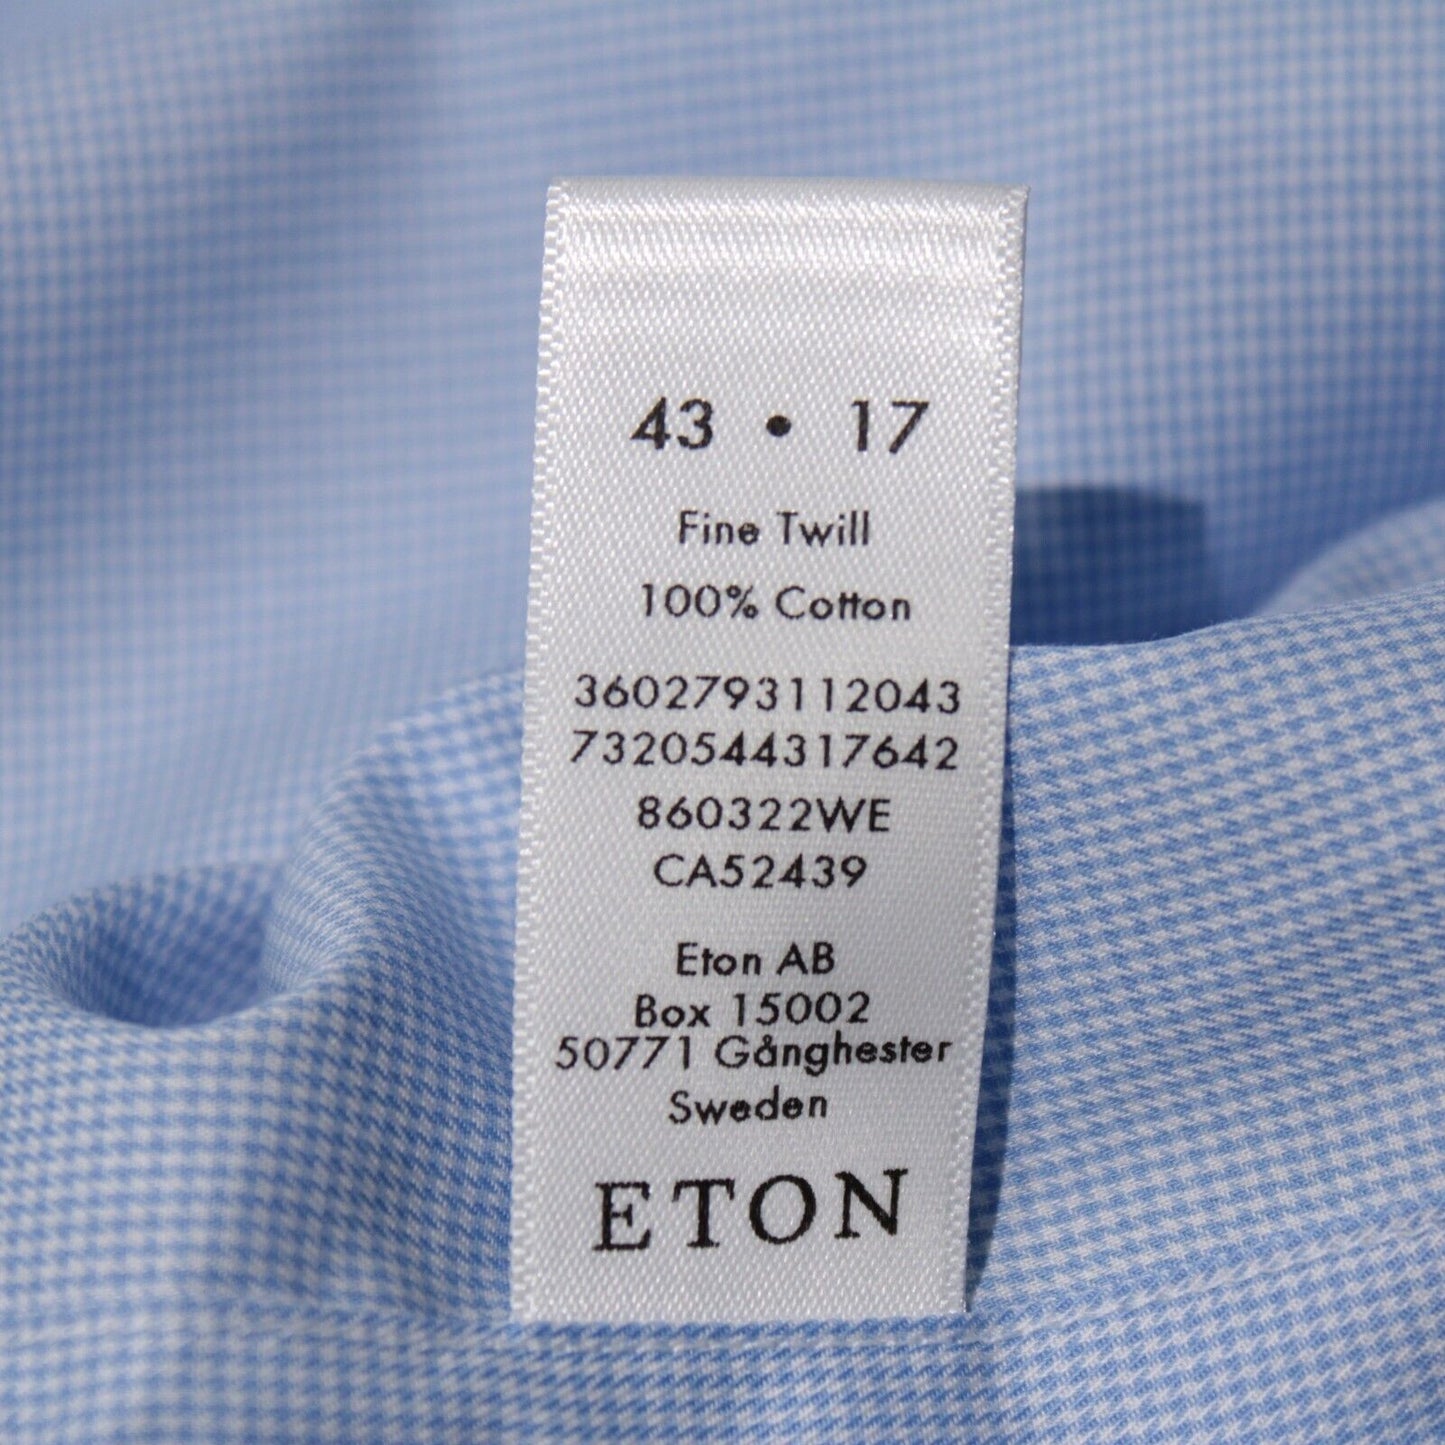 43 • 17
Fine Twill
100% Cotton
3602793112043
7320544317642
860322WE
CA52439
Eton AB
Box 15002
50771 Gånghester
Sweden
ETON